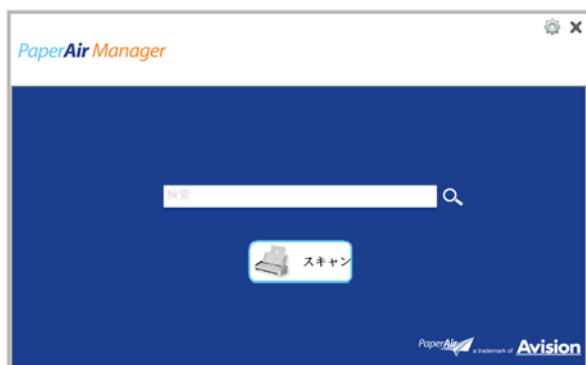 PaperAir Manager
検索
スキャン
PaperAir a trademark of Avision